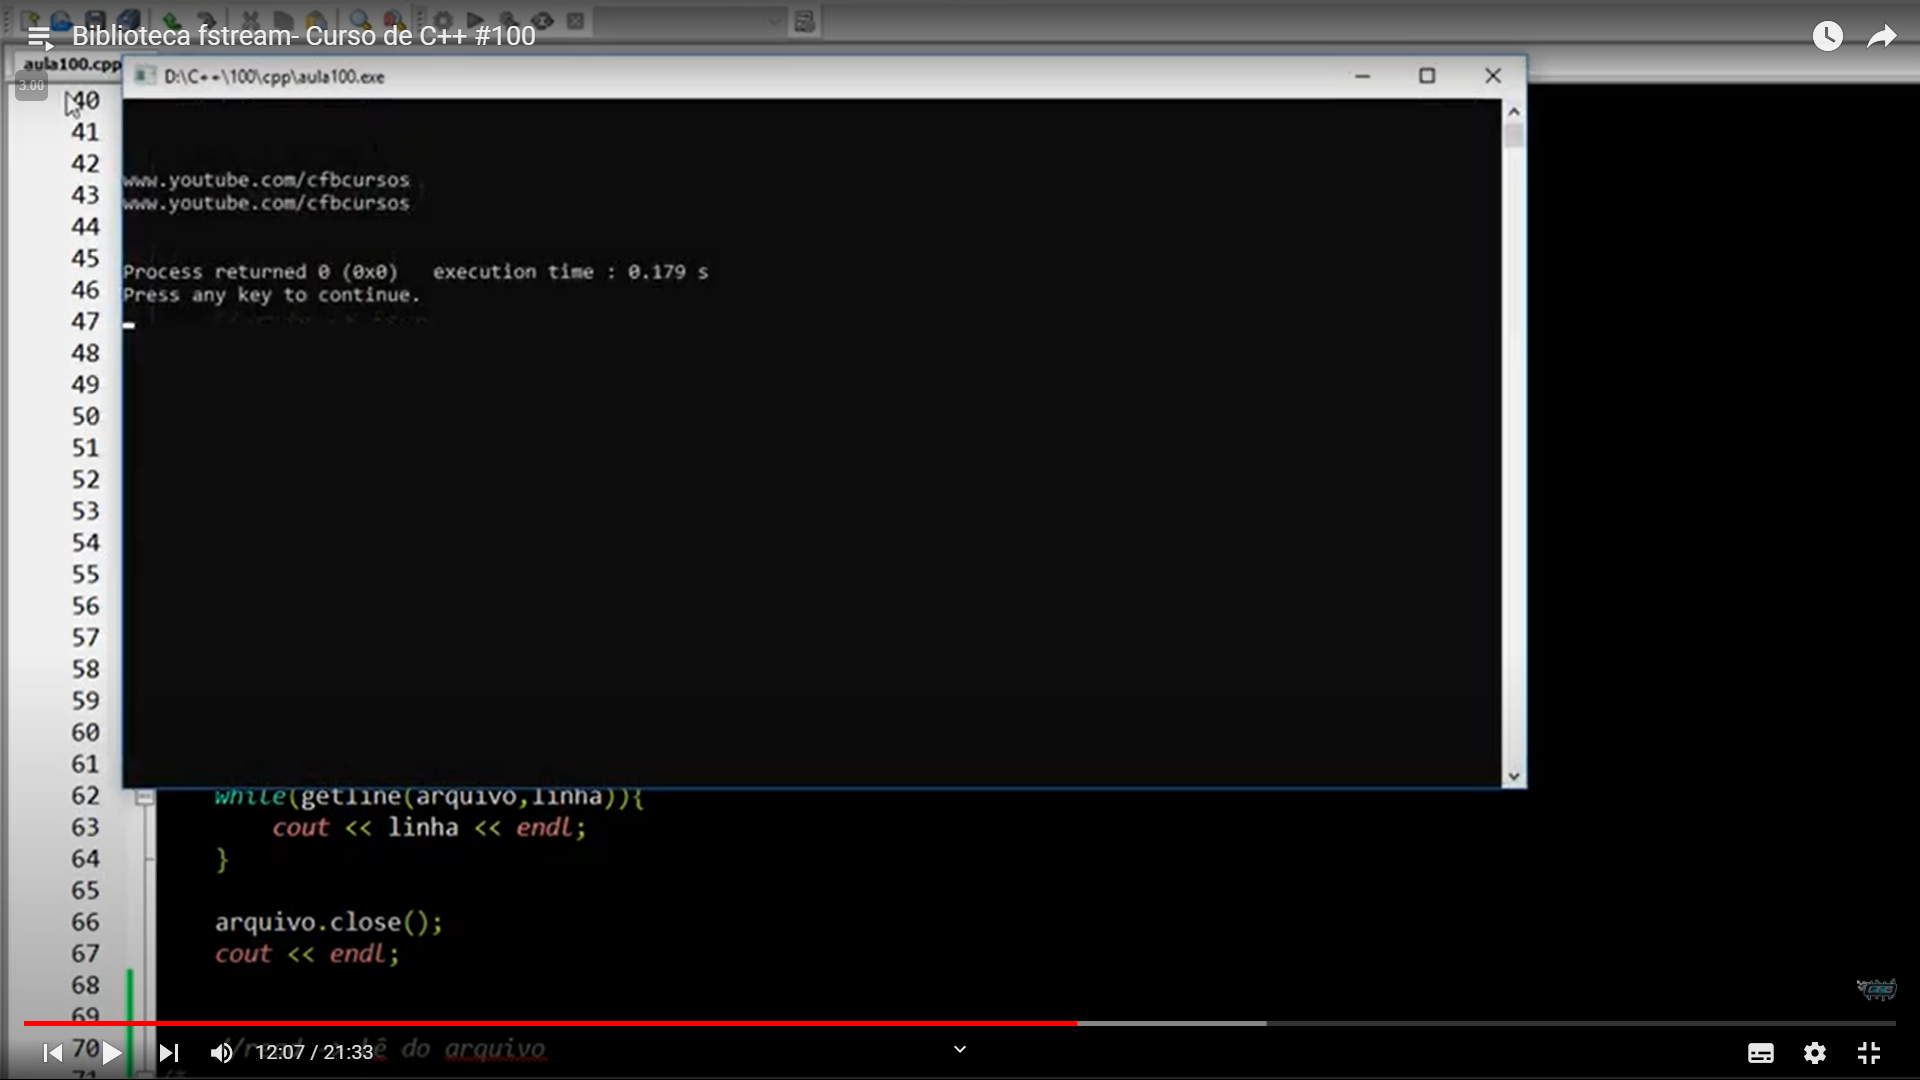 Biblioteca fstream- Curso de C++ #100
aula100.cpp
D:\C++\100\cpp\aula100.exe
3.00
40
41
42
www.youtube.com/cfbcursos
43
www.youtube.com/cfbcursos
44
45
Process returned 0 (0x0)   execution time : 0.179 s
46
Press any key to continue.
47
48
49
50
51
52
53
54
55
56
57
58
59
60
61
62 while(getline(arquivo,linha)){
63 cout << linha << endl;
64 }
65
66 arquivo.close();
67 cout << endl;
68
69
70 do arquivo
12:07 / 21:33
71